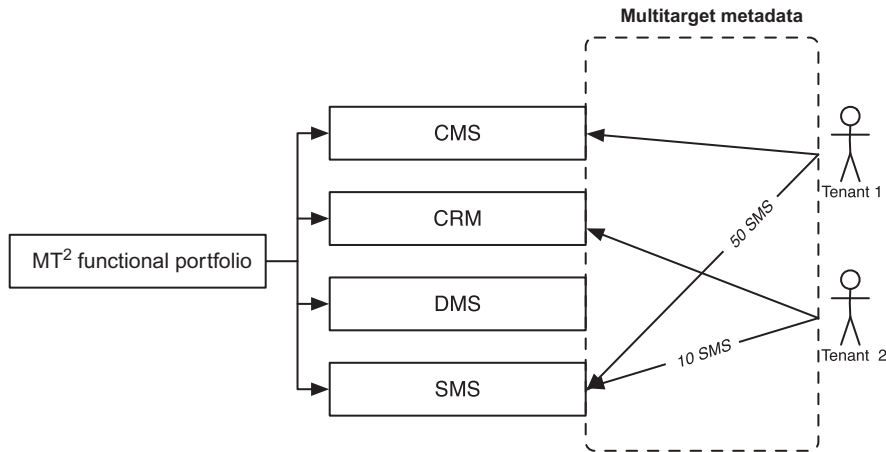 Multitarget metadata
CMS
Tenant 1
CRM
50 SMS
MT² functional portfolio
DMS
10 SMS
Tenant 2
SMS